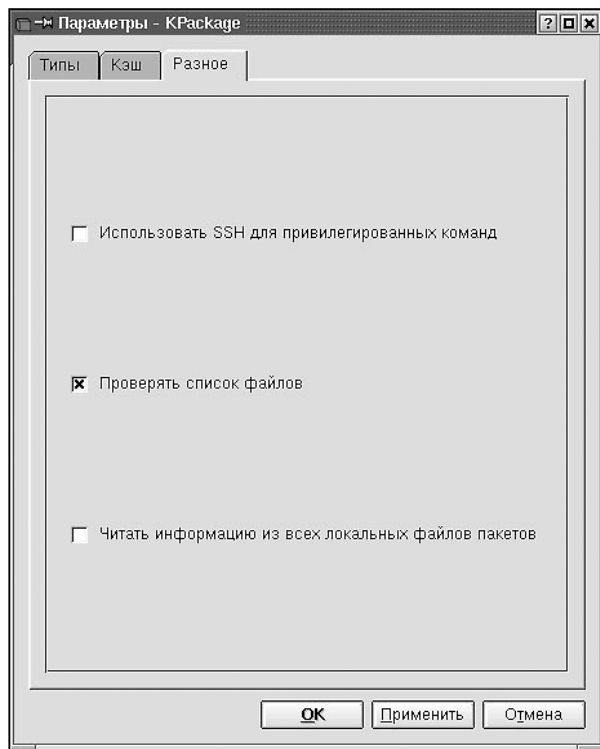 Параметры - KPackage
Типы Кэш Разное
Использовать SSH для привилегированных команд
Проверять список файлов
Читать информацию из всех локальных файлов пакетов
OK Применить Отмена